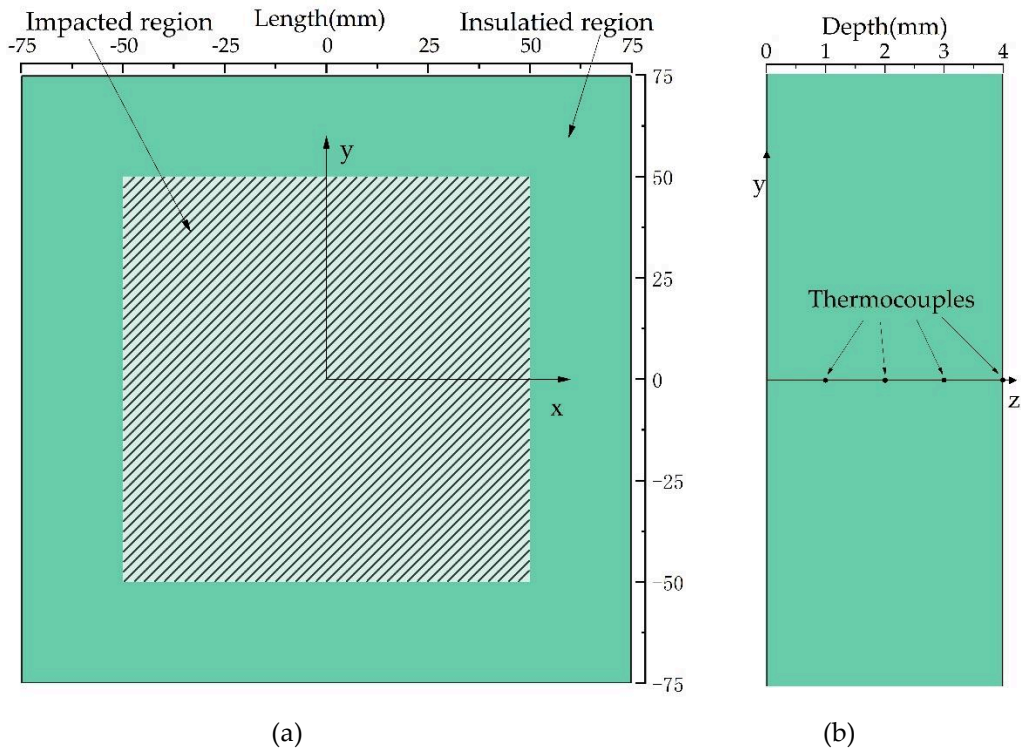 Length(mm)
Impacted region
Insulatied region
-75 -50 -25 0 25 50 75
75
50
25
0
-25
-50
-75
y
x
(a)
Depth(mm)
0 1 2 3 4
y
Thermocouples
z
(b)